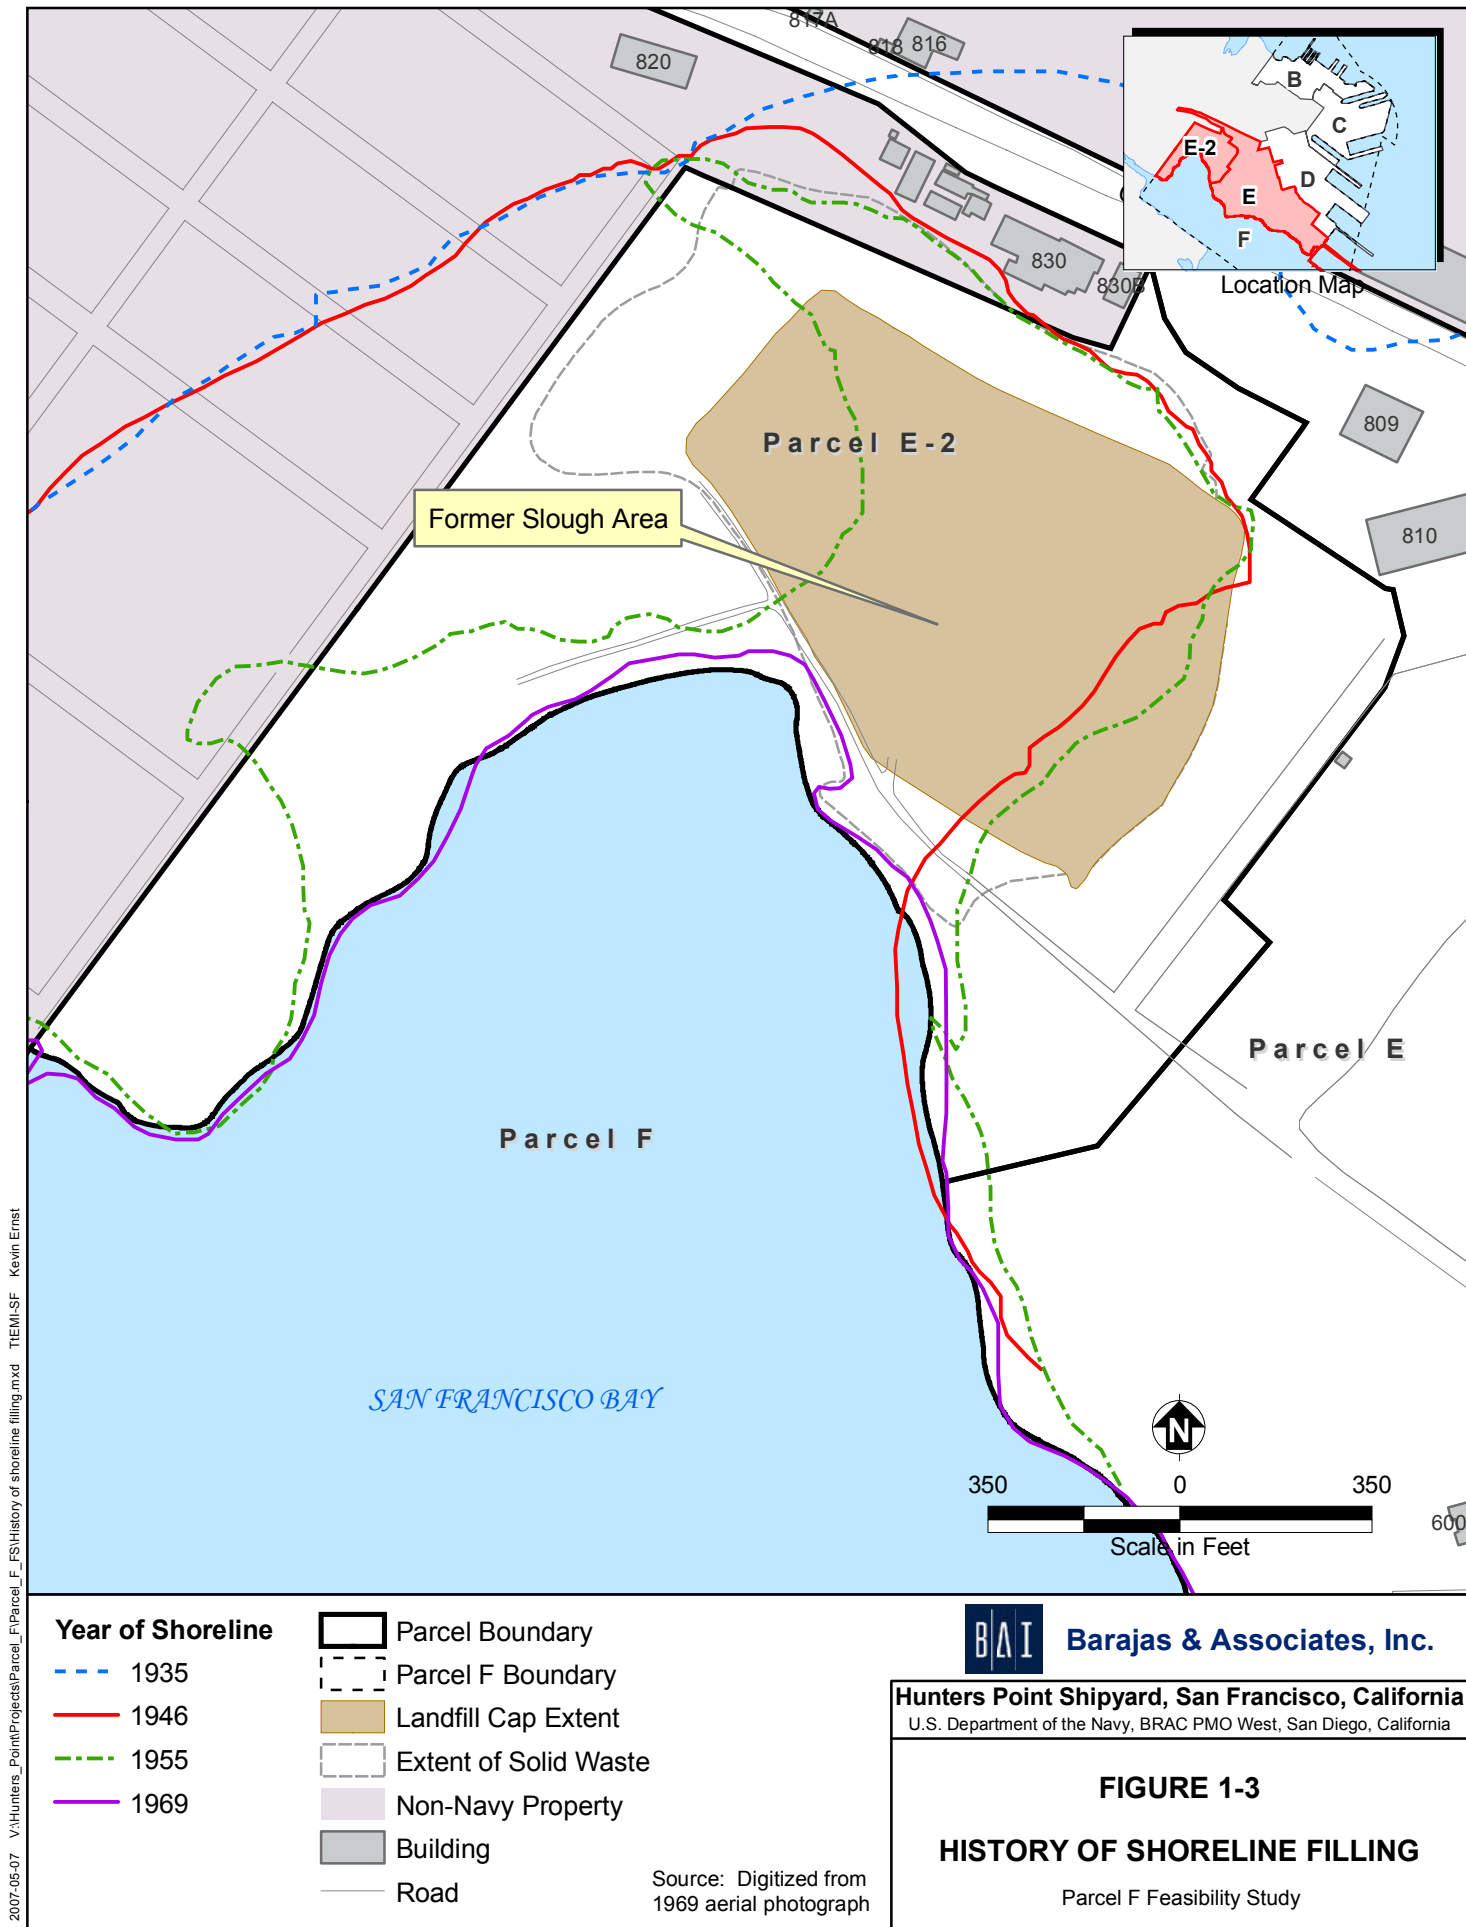 817A
818
816
820
B
C
E-2
D
E
F
Location Map
830
830B
809
Parcel E-2
Former Slough Area
810
Parcel E
Parcel F
SAN FRANCISCO BAY
N
350 0 350
Scale in Feet
600
Year of Shoreline
1935
1946
1955
1969
Parcel Boundary
Parcel F Boundary
Landfill Cap Extent
Extent of Solid Waste
Non-Navy Property
Building
Road
Source: Digitized from
1969 aerial photograph
BAI
Barajas & Associates, Inc.
Hunters Point Shipyard, San Francisco, California
U.S. Department of the Navy, BRAC PMO West, San Diego, California
FIGURE 1-3
HISTORY OF SHORELINE FILLING
Parcel F Feasibility Study
2007-05-07 V:\Hunters_Point\Projects\Parcel_F\Parcel_F_FS\History of shoreline filling.mxd TtEMI-SF Kevin Ernst